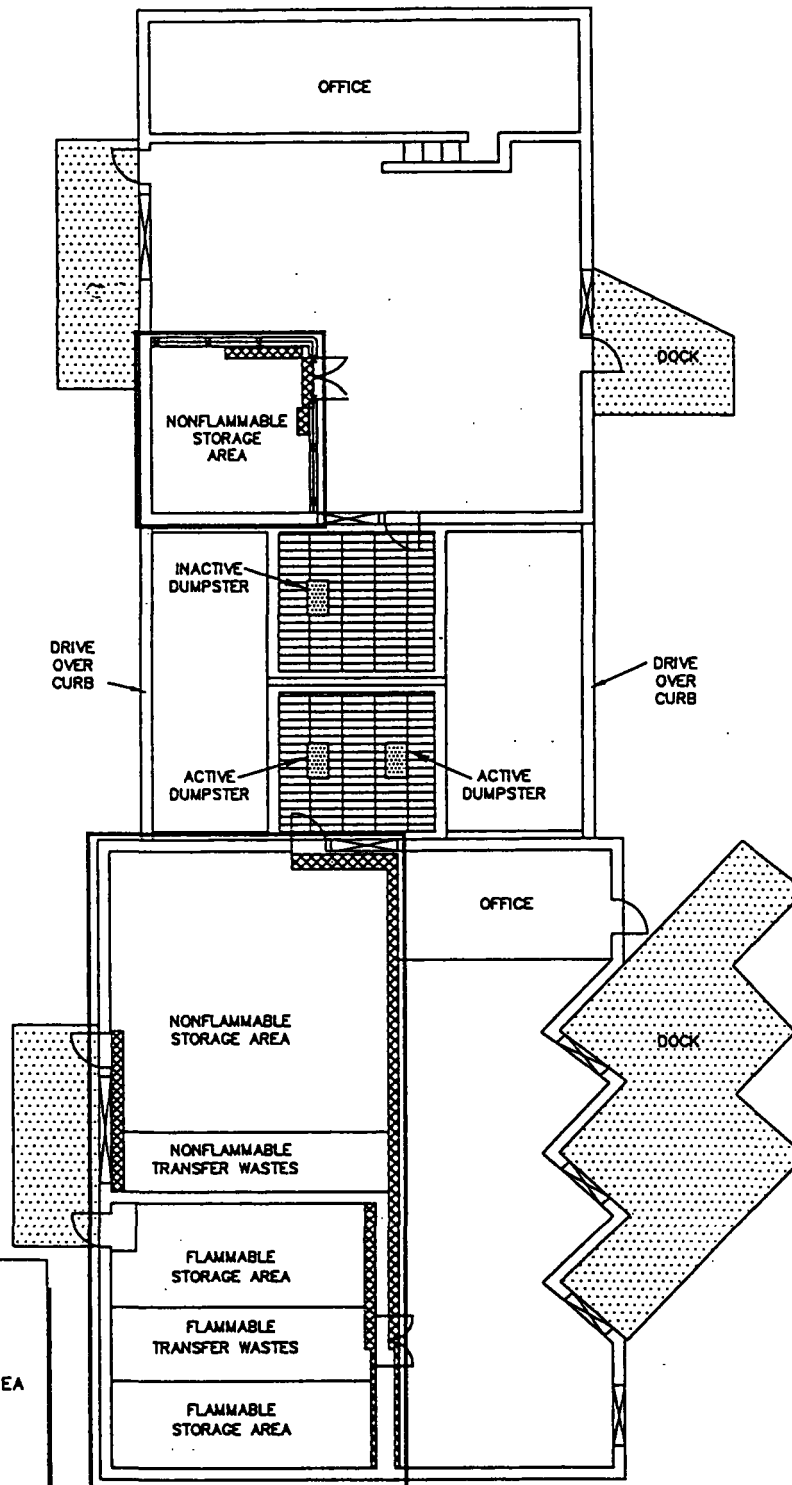 OFFICE
DOCK
NONFLAMMABLE
STORAGE
AREA
INACTIVE
DUMPSTER
DRIVE
OVER
CURB
DRIVE
OVER
CURB
ACTIVE
DUMPSTER
ACTIVE
DUMPSTER
OFFICE
NONFLAMMABLE
STORAGE AREA
DOCK
NONFLAMMABLE
TRANSFER WASTES
FLAMMABLE
STORAGE AREA
FLAMMABLE
TRANSFER WASTES
EA
FLAMMABLE
STORAGE AREA